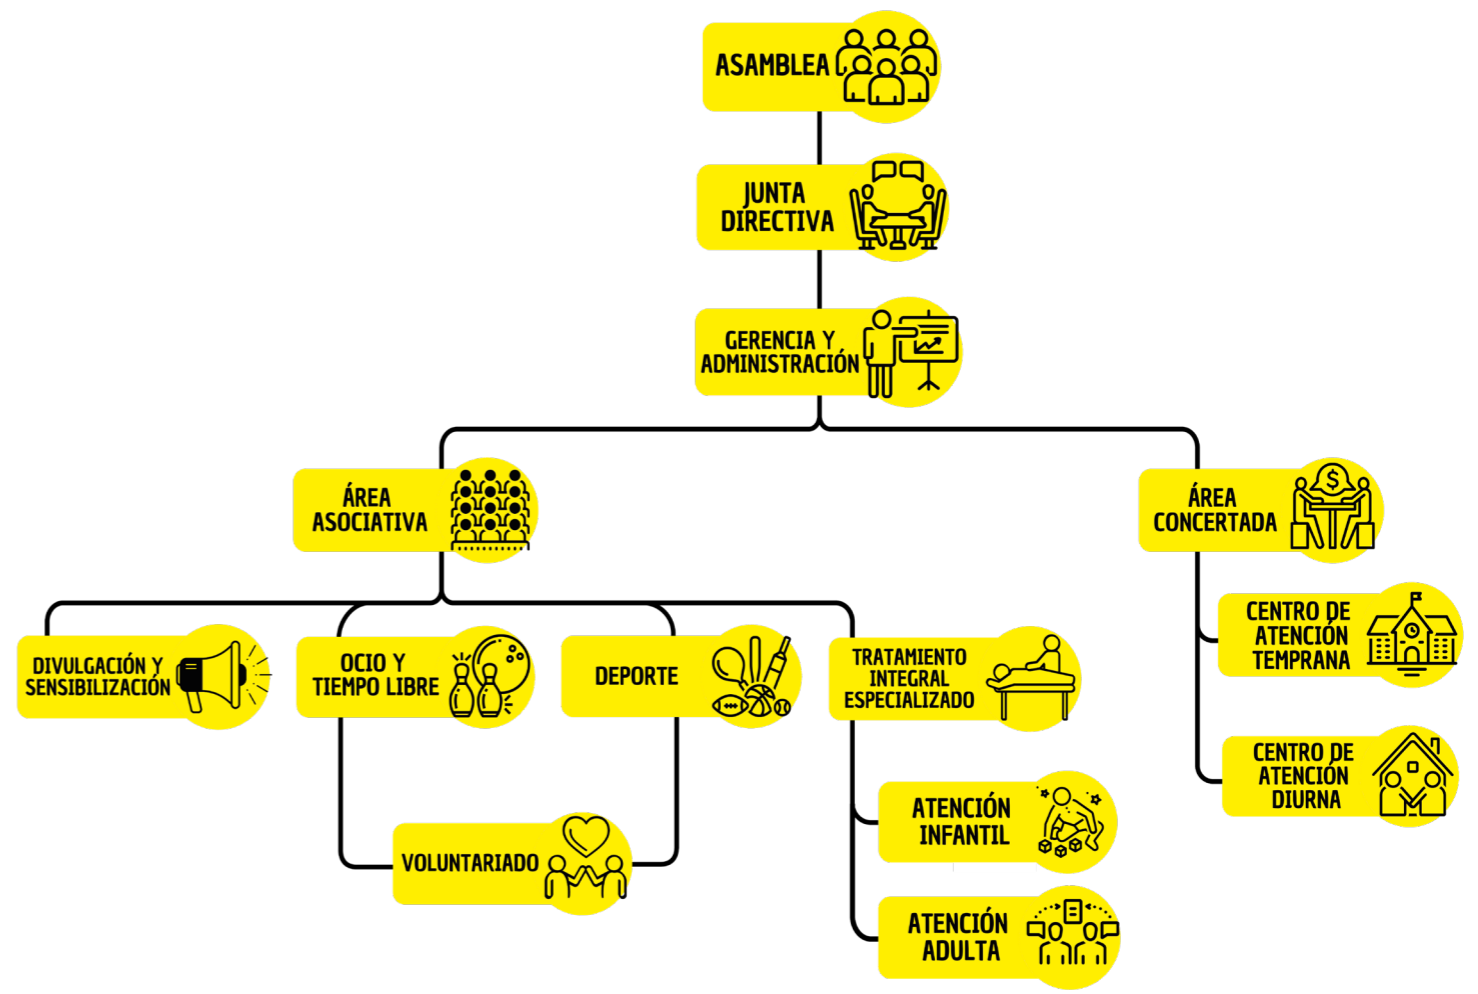 ASAMBLEA
JUNTA
DIRECTIVA
GERENCIA Y
ADMINISTRACIÓN
ÁREA
ASOCIATIVA
ÁREA
CONCERTADA
DIVULGACIÓN Y
SENSIBILIZACIÓN
OCIO Y
TIEMPO LIBRE
DEPORTE
TRATAMIENTO
INTEGRAL
ESPECIALIZADO
CENTRO DE
ATENCIÓN
TEMPRANA
CENTRO DE
ATENCIÓN
DIURNA
VOLUNTARIADO
ATENCIÓN
INFANTIL
ATENCIÓN
ADULTA